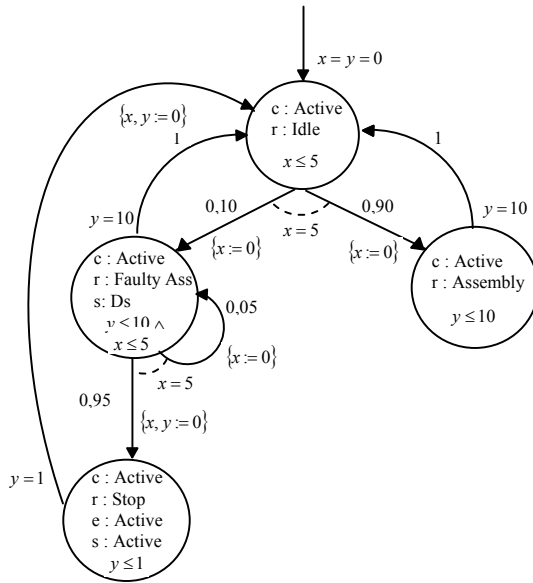 x = y = 0
{x, y := 0}
c : Active
r : Idle
x ≤ 5
1
1
0,10
0,90
x = 5
y = 10
{x := 0}
{x := 0}
y = 10
c : Active
r : Faulty Ass
s: Ds
y ≤ 10 ∧
x ≤ 5
c : Active
r : Assembly
y ≤ 10
0,05
{x := 0}
x = 5
0,95
{x, y := 0}
y = 1
c : Active
r : Stop
e : Active
s : Active
y ≤ 1